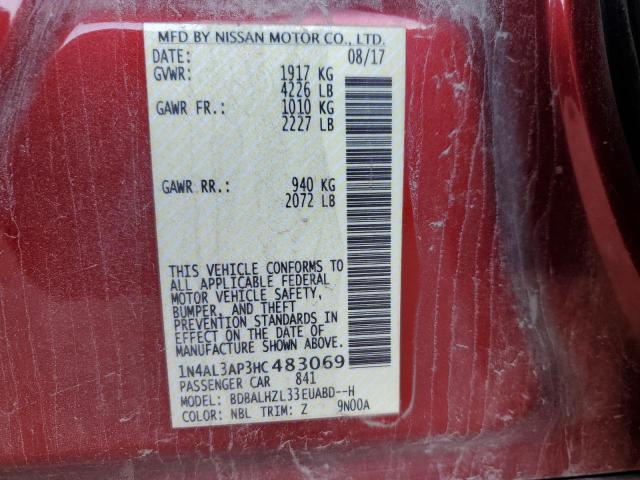 MFD BY NISSAN MOTOR CO., LTD.
DATE: 08/17
GVWR: 1917 KG
4226 LB
GAWR FR.: 1010 KG
2227 LB
GAWR RR.: 940 KG
2072 LB
THIS VEHICLE CONFORMS TO
ALL APPLICABLE FEDERAL
MOTOR VEHICLE SAFETY,
BUMPER, AND THEFT
PREVENTION STANDARDS IN
EFFECT ON THE DATE OF
MANUFACTURE SHOWN ABOVE.
1N4AL3AP3HC483069
PASSENGER CAR 841
MODEL: BDBALHZL33EUABD--H
COLOR: NBL TRIM: Z 9N00A